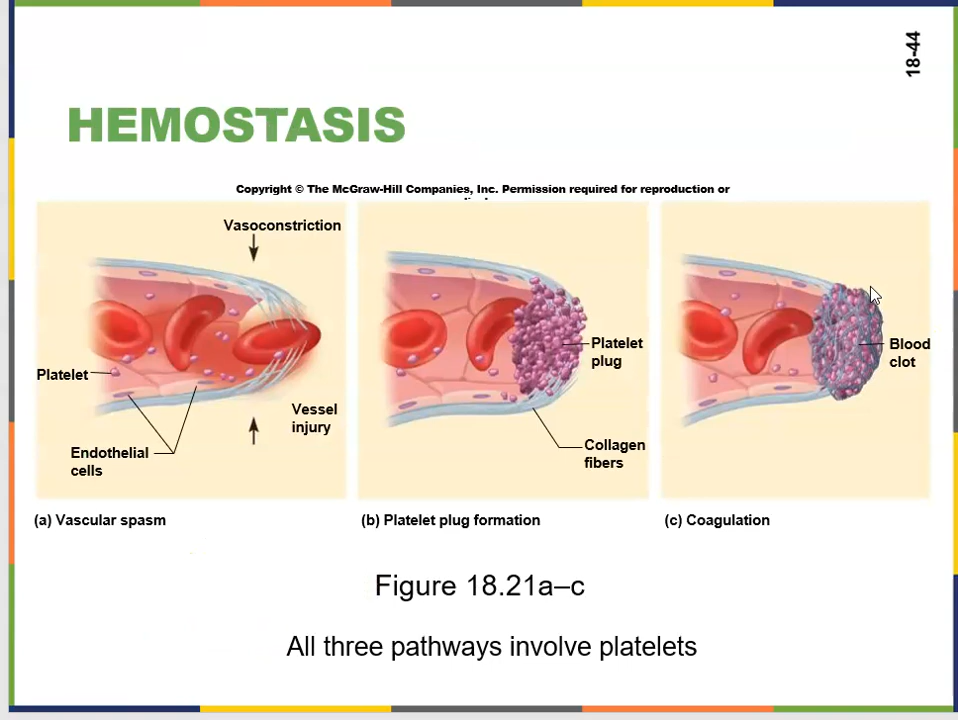 18-44
HEMOSTASIS
Copyright © The McGraw-Hill Companies, Inc. Permission required for reproduction or
Vasoconstriction
Platelet
Endothelial
cells
Vessel
injury
(a) Vascular spasm
Platelet
plug
Collagen
fibers
(b) Platelet plug formation
Blood
clot
(c) Coagulation
Figure 18.21a–c
All three pathways involve platelets